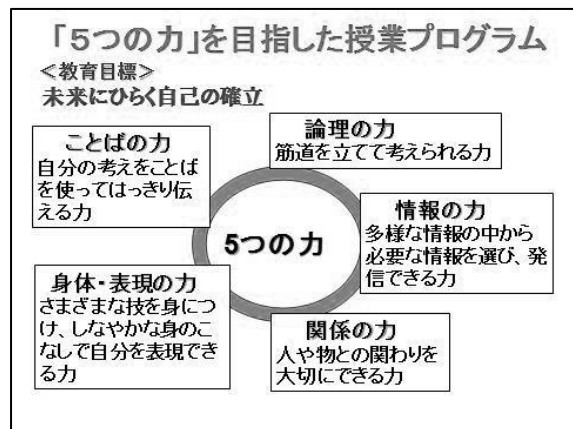 「５つの力」を目指した授業プログラム
＜教育目標＞
未来にひらく自己の確立
ことばの力
自分の考えをことば
を使ってはっきり伝
える力
論理の力
筋道を立てて考えられる力
情報の力
多様な情報の中から
必要な情報を選び、発
信できる力
5つの力
身体・表現の力
さまざまな技を身につ
け、しなやかな身のこ
なしで自分を表現でき
る力
関係の力
人や物との関わりを
大切にできる力